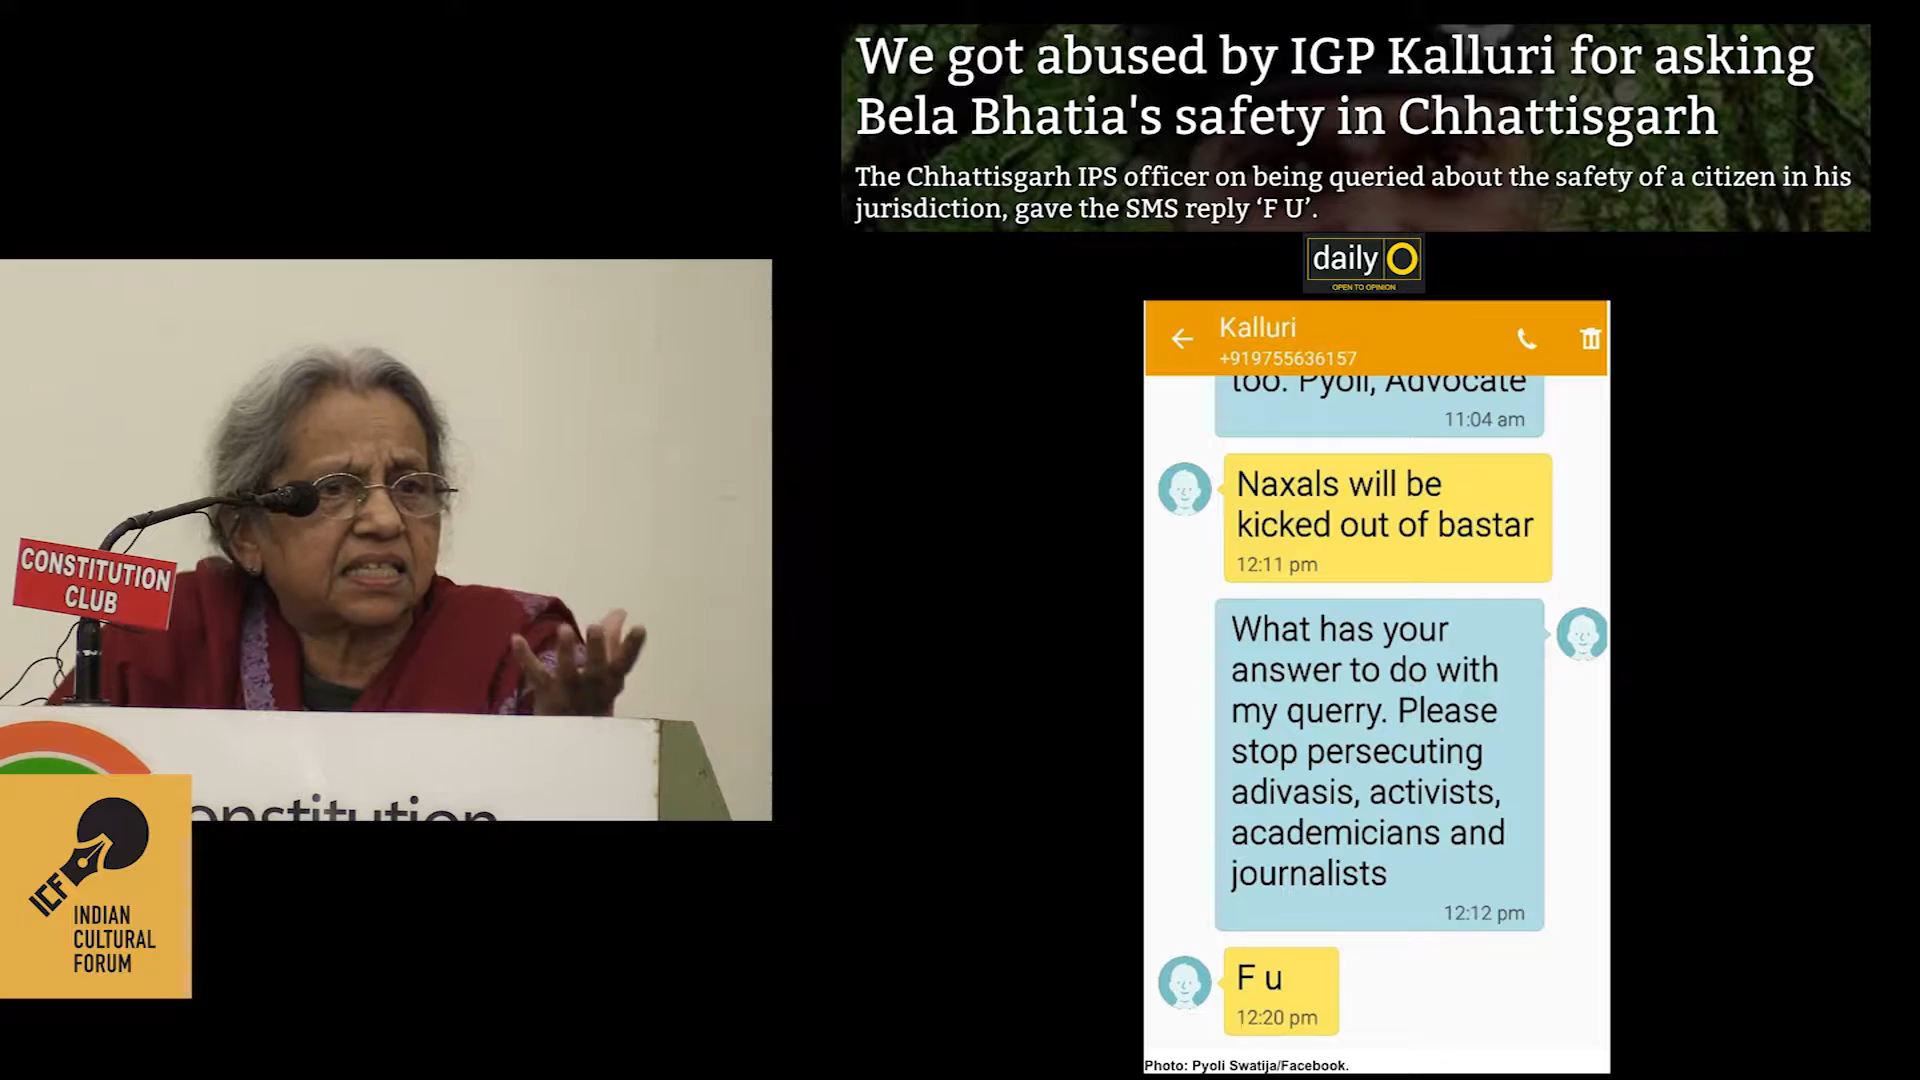 We got abused by IGP Kalluri for asking
Bela Bhatia's safety in Chhattisgarh
The Chhattisgarh IPS officer on being queried about the safety of a citizen in his
jurisdiction, gave the SMS reply ‘F U’.
daily O
OPEN TO OPINION
Kalluri
+919755636157
too. Pyoli, Advocate
11:04 am
Naxals will be
kicked out of bastar
12:11 pm
What has your
answer to do with
my querry. Please
stop persecuting
adivasis, activists,
academicians and
journalists
12:12 pm
F u
12:20 pm
Photo: Pyoli Swatija/Facebook.
CONSTITUTION
CLUB
onstitution
ICF
INDIAN
CULTURAL
FORUM